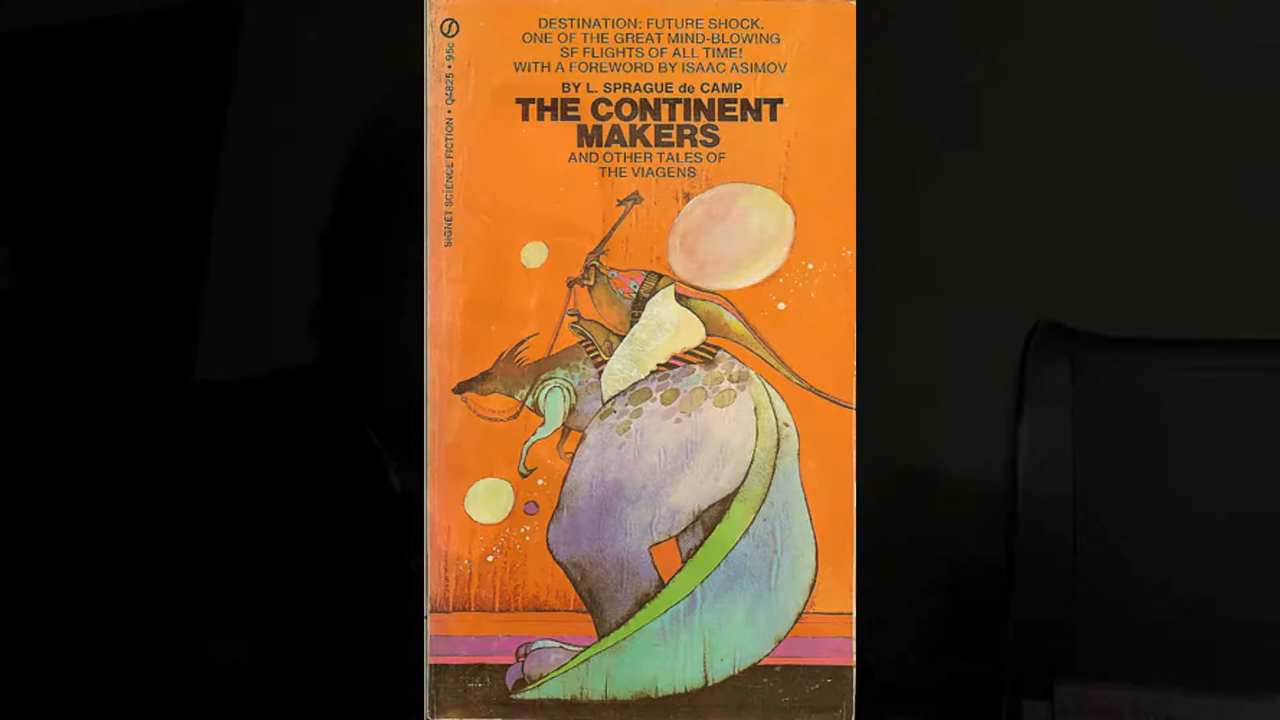 DESTINATION: FUTURE SHOCK.
ONE OF THE GREAT MIND-BLOWING
SF FLIGHTS OF ALL TIME!
WITH A FOREWORD BY ISAAC ASIMOV
BY L. SPRAGUE de CAMP
THE CONTINENT
MAKERS
AND OTHER TALES OF
THE VIAGENS
SIGNET SCIENCE FICTION • Q4825 • 95c